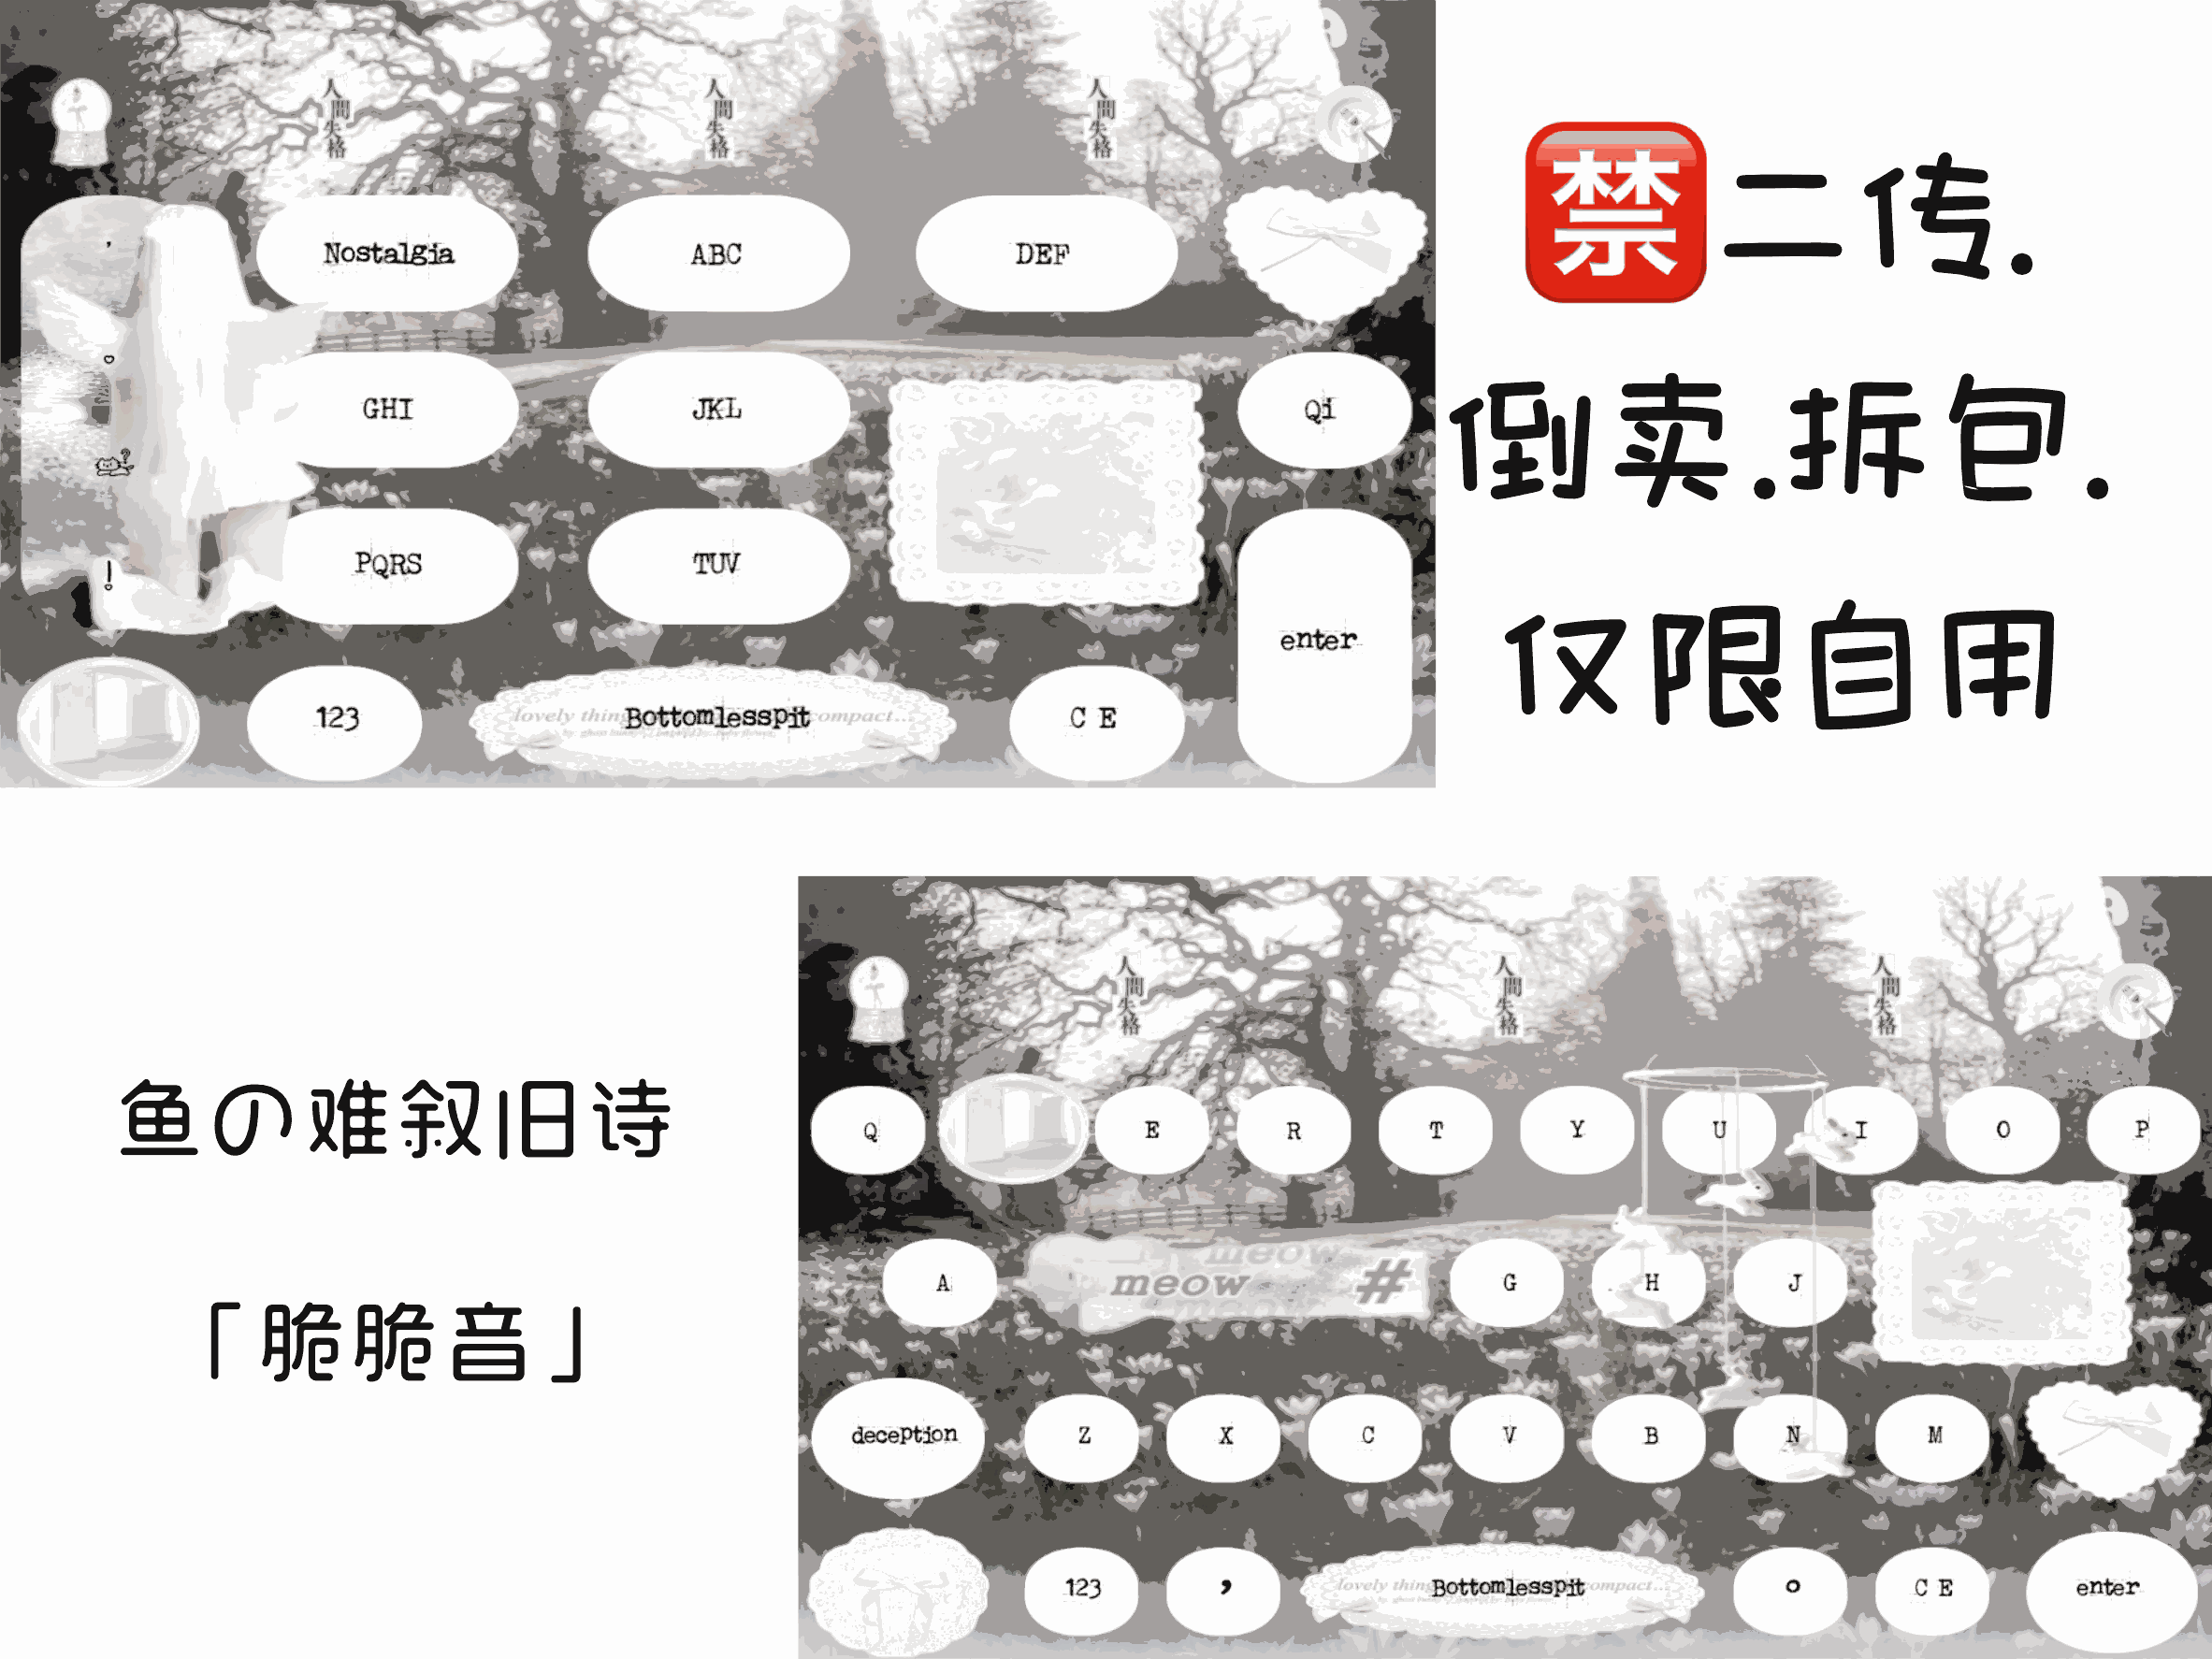 人間失格 人間失格 人間失格
禁二传.
, Nostalgia ABC DEF
倒卖.拆包.
GHI JKL Qi
?
! PQRS TUV
仅限自用
enter
123 lovely thing Bottomlesspit compact... C E
人間失格 人間失格 人間失格
鱼の难叙旧诗
Q E R T Y U I O P
meow
A meow # G H J
meow
「脆脆音」
deception Z X C V B N M
123 , lovely thing Bottomlesspit compact... 。 C E enter